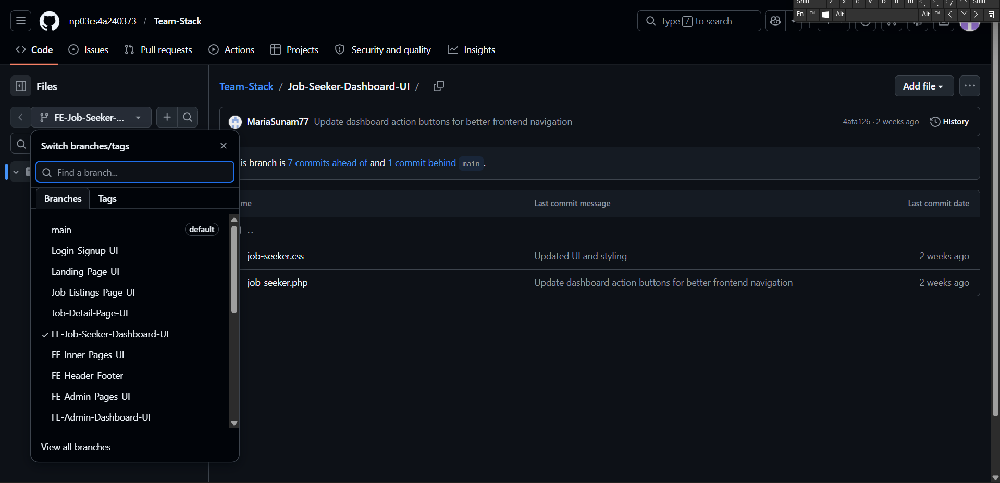 Shift z x c v b n m < , > . : / Shift
Fn Ctrl Alt Alt Ctrl
np03cs4a240373 / Team-Stack
Type / to search
Code Issues Pull requests Actions Projects Security and quality Insights
Files
Team-Stack / Job-Seeker-Dashboard-UI /
Add file
FE-Job-Seeker-...
MariaSunam77 Update dashboard action buttons for better frontend navigation
4afa126 · 2 weeks ago History
Switch branches/tags
is branch is 7 commits ahead of and 1 commit behind main .
Find a branch...
Branches Tags
me Last commit message Last commit date
main default
..
Login-Signup-UI
job-seeker.css Updated UI and styling 2 weeks ago
Landing-Page-UI
job-seeker.php Update dashboard action buttons for better frontend navigation 2 weeks ago
Job-Listings-Page-UI
Job-Detail-Page-UI
FE-Job-Seeker-Dashboard-UI
FE-Inner-Pages-UI
FE-Header-Footer
FE-Admin-Pages-UI
FE-Admin-Dashboard-UI
View all branches